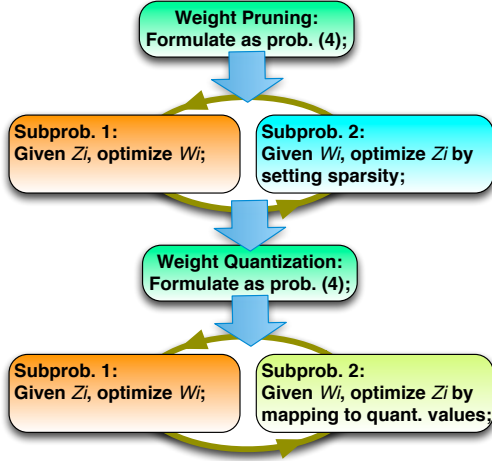 Weight Pruning:
Formulate as prob. (4);
Subprob. 1:
Given Zi, optimize Wi;
Subprob. 2:
Given Wi, optimize Zi by
setting sparsity;
Weight Quantization:
Formulate as prob. (4);
Subprob. 1:
Given Zi, optimize Wi;
Subprob. 2:
Given Wi, optimize Zi by
mapping to quant. values;